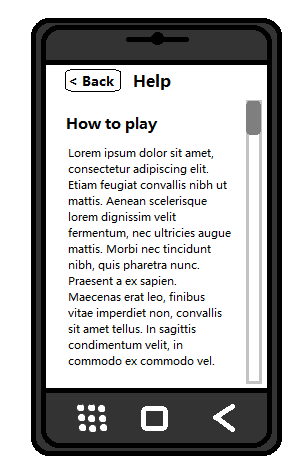 < Back Help
How to play
Lorem ipsum dolor sit amet,
consectetur adipiscing elit.
Etiam feugiat convallis nibh ut
mattis. Aenean scelerisque
lorem dignissim velit
fermentum, nec ultricies augue
mattis. Morbi nec tincidunt
nibh, quis pharetra nunc.
Praesent a ex sapien.
Maecenas erat leo, finibus
vitae imperdiet non, convallis
sit amet tellus. In sagittis
condimentum velit, in
commodo ex commodo vel.